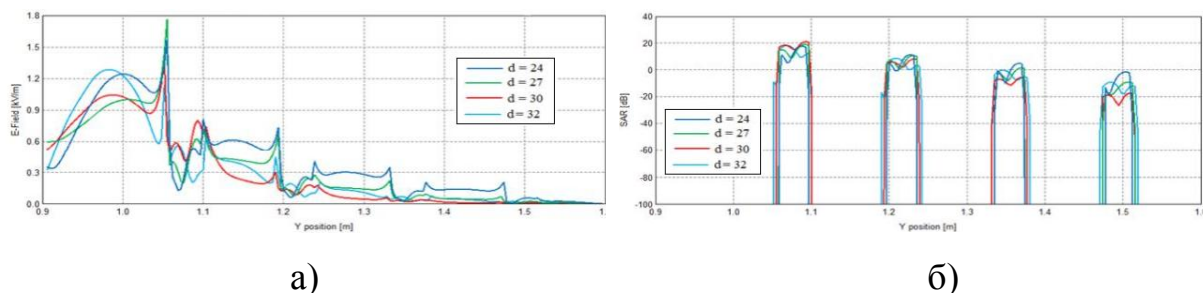 1.8
1.5
1.2
0.9
0.6
0.3
0.0
E-Field [kV/m]
d = 24
d = 27
d = 30
d = 32
0.9 1.0 1.1 1.2 1.3 1.4 1.5 1.
Y position [m]
40
20
0
-20
-40
-60
-80
-100
SAR [dB]
d = 24
d = 27
d = 30
d = 32
0.9 1.0 1.1 1.2 1.3 1.4 1.5 1.6
Y position [m]
а) б)